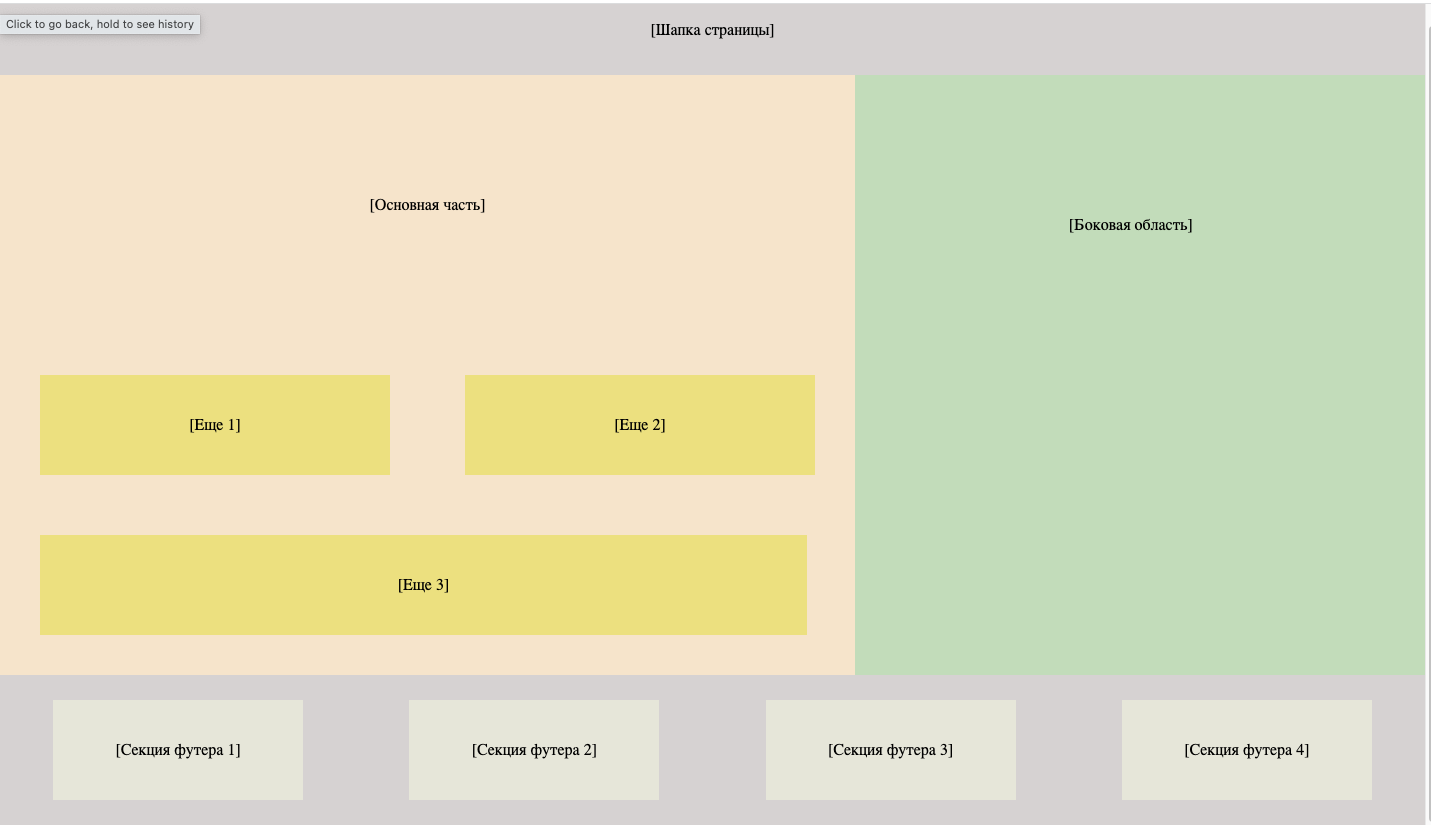 Click to go back, hold to see history
[Шапка страницы]
[Основная часть]
[Боковая область]
[Еще 1]
[Еще 2]
[Еще 3]
[Секция футера 1]
[Секция футера 2]
[Секция футера 3]
[Секция футера 4]